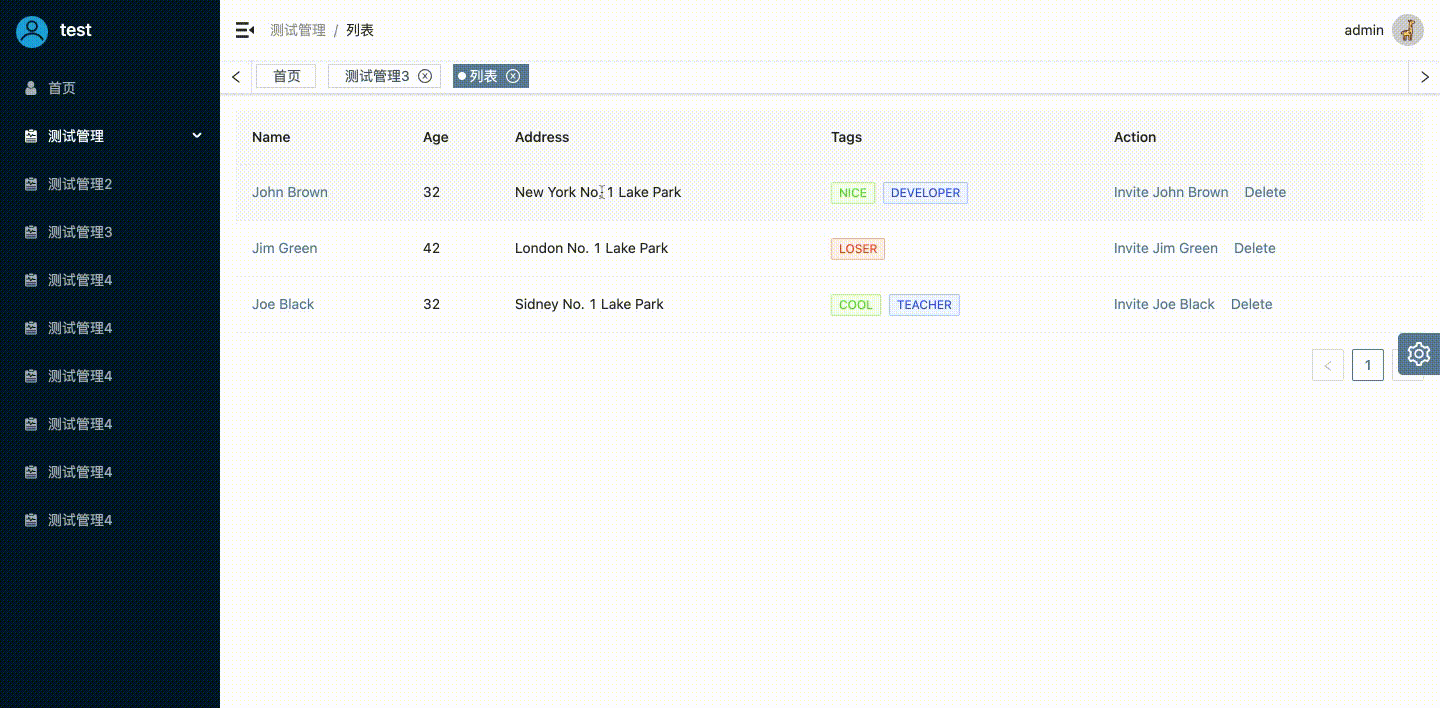 test
首页
测试管理
测试管理2
测试管理3
测试管理4
测试管理4
测试管理4
测试管理4
测试管理4
测试管理4
测试管理 / 列表
admin
首页 测试管理3 列表
Name Age Address Tags Action
John Brown 32 New York No. 1 Lake Park NICE DEVELOPER Invite John Brown Delete
Jim Green 42 London No. 1 Lake Park LOSER Invite Jim Green Delete
Joe Black 32 Sidney No. 1 Lake Park COOL TEACHER Invite Joe Black Delete
< 1